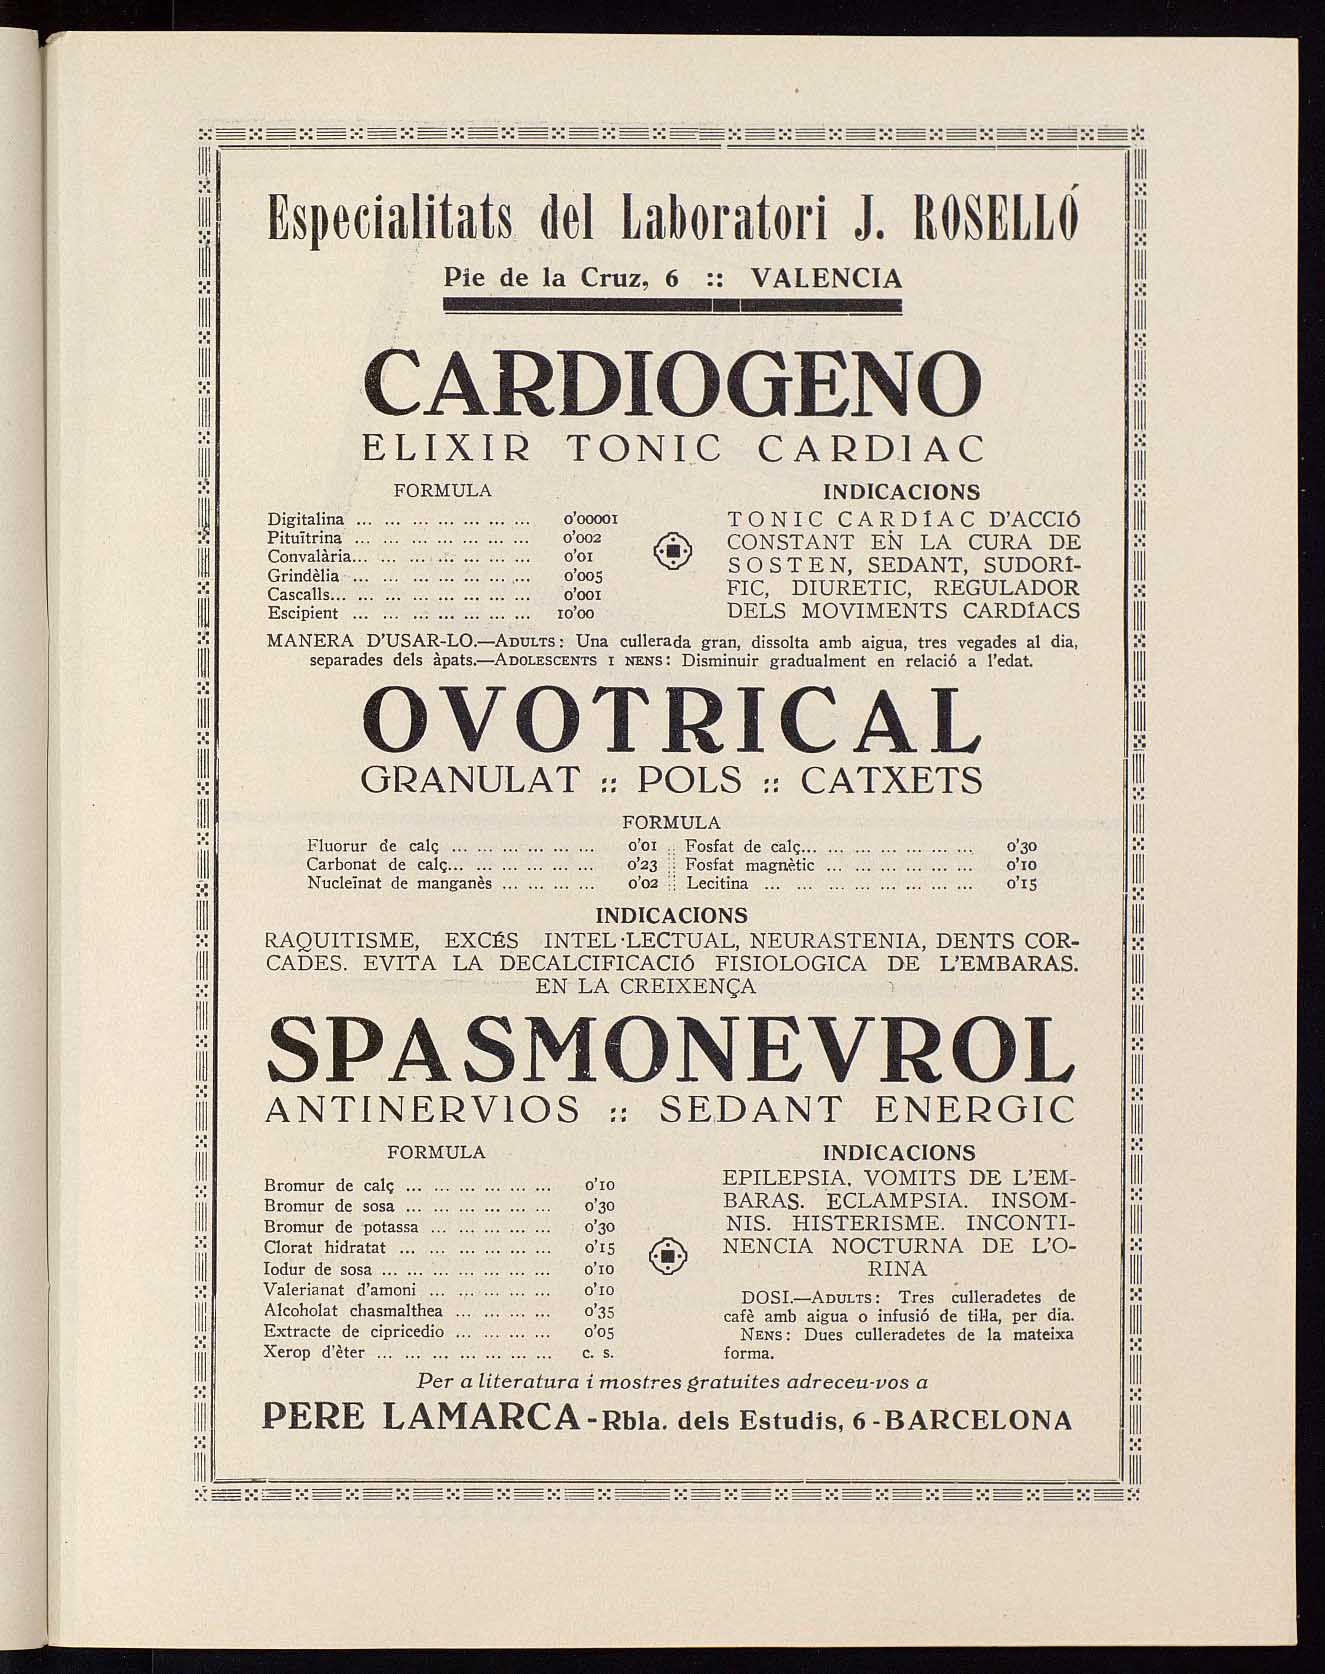 Especialitats del Laboratori J. ROSELLÓ
Pie de la Cruz, 6 :: VALENCIA
CARDIOGENO
ELIXIR TONIC CARDIAC
FORMULA
Digitalina ... ... ... ... ... ... ... 0'00001
Pituïtrina ... ... ... ... ... ... ... 0'002
Convalària... ... ... ... ... ... ... 0'01
Grindèlia ... ... ... ... ... ... ... 0'005
Cascalls... ... ... ... ... ... ... ... 0'001
Escipient ... ... ... ... ... ... ... 10'00
INDICACIONS
TONIC CARDÍAC D'ACCIÓ
CONSTANT EN LA CURA DE
SOSTEN, SEDANT, SUDORÍ-
FIC, DIURETIC, REGULADOR
DELS MOVIMENTS CARDÍACS
MANERA D'USAR-LO.—ADULTS: Una cullerada gran, dissolta amb aigua, tres vegades al dia,
separades dels àpats.—ADOLESCENTS I NENS: Disminuir gradualment en relació a l'edat.
OVOTRICAL
GRANULAT :: POLS :: CATXETS
FORMULA
Fluorur de calç ... ... ... ... ... ... 0'01 :: Fosfat de calç... ... ... ... ... ... ... 0'30
Carbonat de calç... ... ... ... ... ... 0'23 :: Fosfat magnètic ... ... ... ... ... ... 0'10
Nucleïnat de manganès ... ... ... ... 0'02 :: Lecitina ... ... ... ... ... ... ... ... 0'15
INDICACIONS
RAQUITISME, EXCÉS INTEL·LECTUAL, NEURASTENIA, DENTS COR-
CADES. EVITA LA DECALCIFICACIÓ FISIOLOGICA DE L'EMBARAS.
EN LA CREIXENÇA
SPASMONEVROL
ANTINERVIOS :: SEDANT ENERGIC
FORMULA
Bromur de calç ... ... ... ... ... ... 0'10
Bromur de sosa ... ... ... ... ... ... 0'30
Bromur de potassa ... ... ... ... ... 0'30
Clorat hidratat ... ... ... ... ... ... 0'15
Iodur de sosa ... ... ... ... ... ... ... 0'10
Valerianat d'amoni ... ... ... ... ... 0'10
Alcoholat chasmalthea ... ... ... ... 0'35
Extracte de cipricedio ... ... ... ... 0'05
Xerop d'èter ... ... ... ... ... ... ... c. s.
INDICACIONS
EPILEPSIA. VOMITS DE L'EM-
BARAS. ECLAMPSIA. INSOM-
NIS. HISTERISME. INCONTI-
NENCIA NOCTURNA DE L'O-
RINA
DOSI.—ADULTS: Tres culleradetes de
cafè amb aigua o infusió de til·la, per dia.
NENS: Dues culleradetes de la mateixa
forma.
Per a literatura i mostres gratuites adreceu-vos a
PERE LAMARCA - Rbla. dels Estudis, 6 - BARCELONA